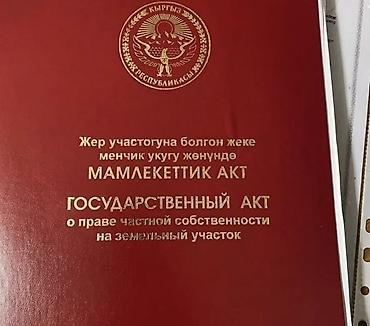 КЫРГЫЗ
РЕСПУБЛИКАСЫ
Жер участогуна болгон жеке
менчик укугу жөнүндө
МАМЛЕКЕТТИК АКТ
ГОСУДАРСТВЕННЫЙ АКТ
о праве частной собственности
на земельный участок